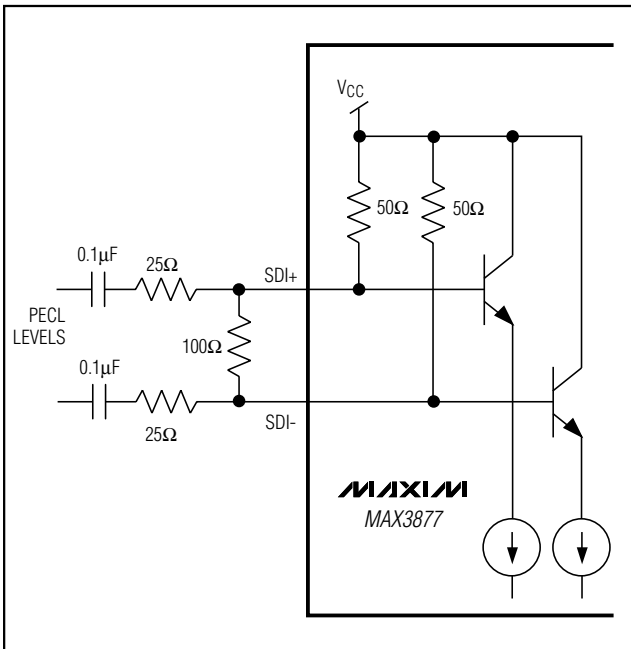 VCC
50Ω
50Ω
0.1µF
25Ω
SDI+
PECL
LEVELS
100Ω
0.1µF
25Ω
SDI-
MAXIM
MAX3877